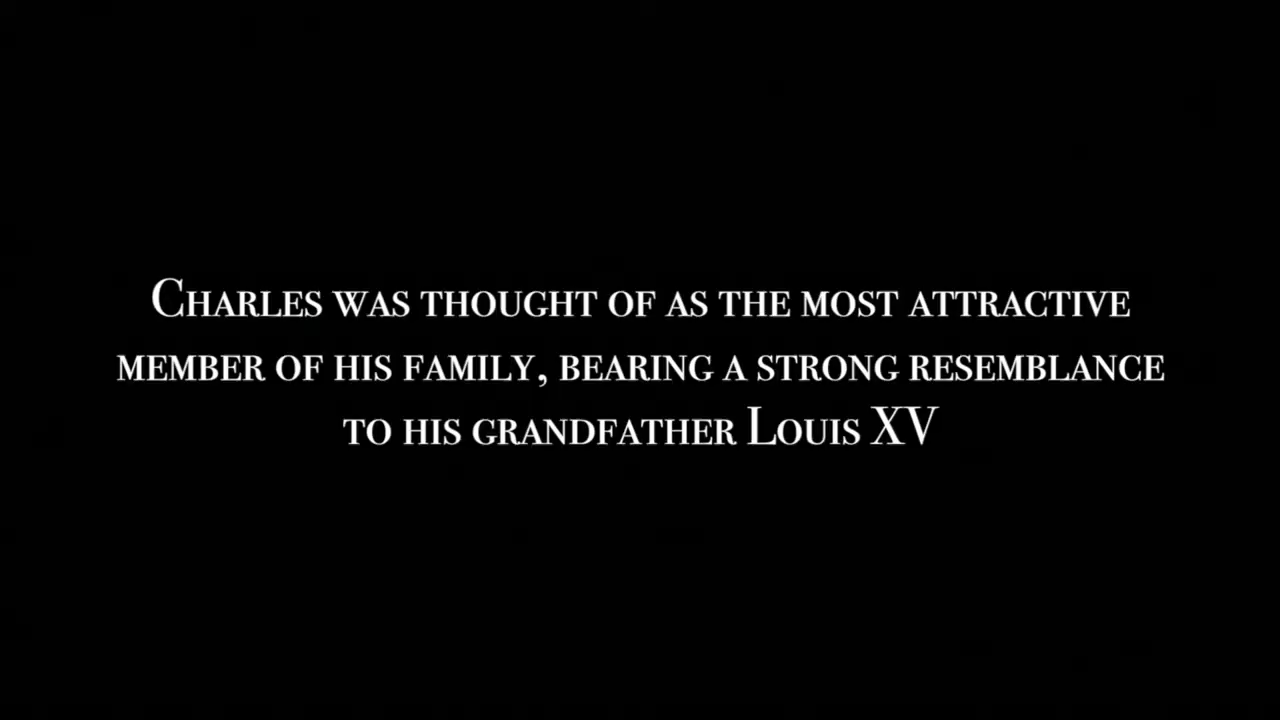 Charles was thought of as the most attractive
member of his family, bearing a strong resemblance
to his grandfather Louis XV